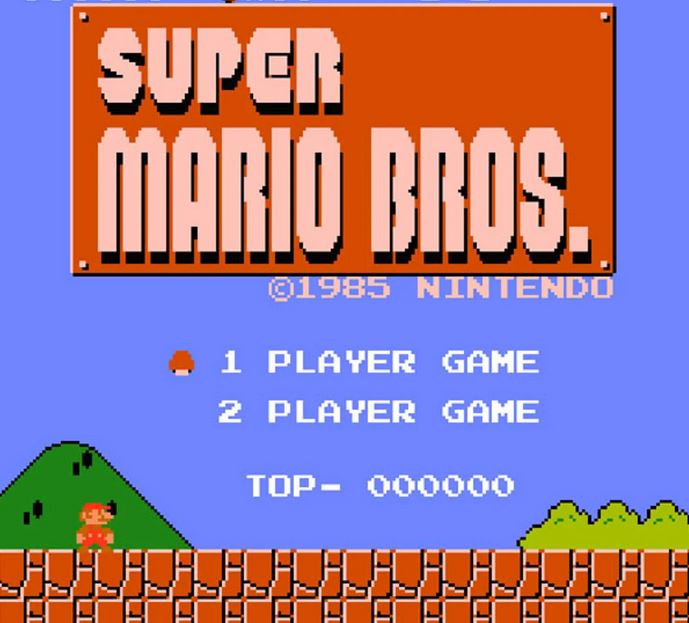 SUPER
MARIO BROS.
©1985 NINTENDO
1 PLAYER GAME
2 PLAYER GAME
TOP- 000000